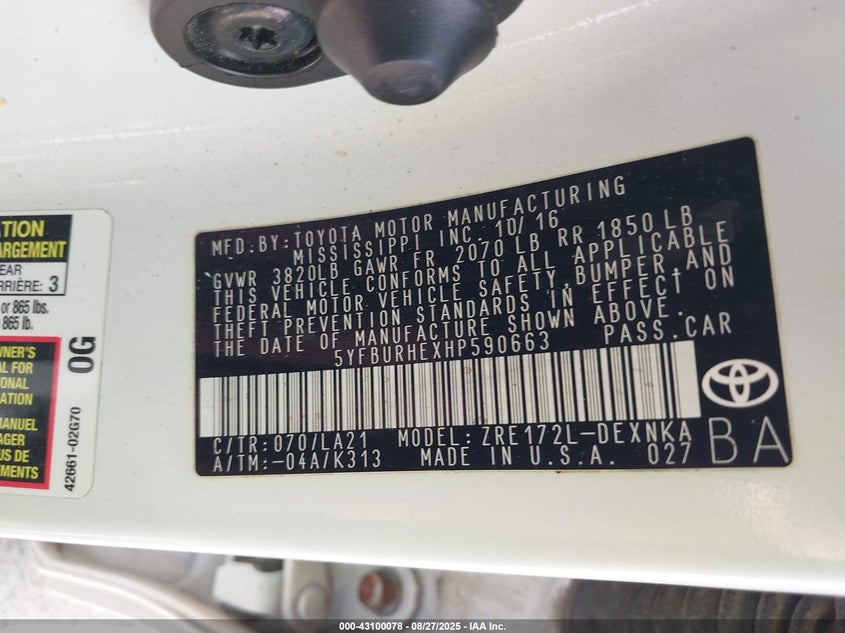 MFD. BY: TOYOTA MOTOR MANUFACTURING
MISSISSIPPI INC. 10/16
GVWR 3820LB GAWR FR 2070 LB RR 1850 LB
THIS VEHICLE CONFORMS TO ALL APPLICABLE
FEDERAL MOTOR VEHICLE SAFETY, BUMPER AND
THEFT PREVENTION STANDARDS IN EFFECT ON
THE DATE OF MANUFACTURE SHOWN ABOVE.
5YFBURHEXHP590663 PASS.CAR
C/TR: 070/LA21 MODEL: ZRE172L-DEXNKA
A/TM:-04A/K313 MADE IN U.S.A. 027
BA
ARGEMENT
RRIÈRE: 3
or 865 lbs.
865 lb.
0G
42661-02G70
000-43100078 - 08/27/2025 - IAA Inc.